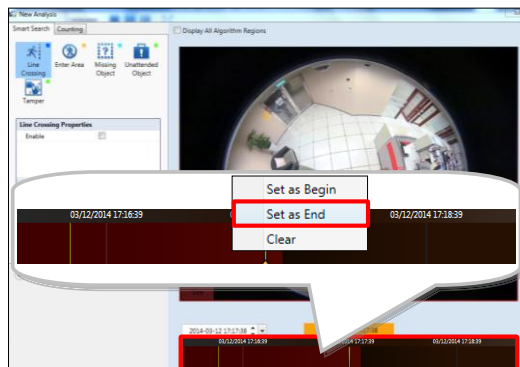 New Analysis
Smart Search Counting
Display All Algorithm Regions
Line Crossing
Enter Area
Missing Object
Unattended Object
Tamper
Line Crossing Properties
Enable
Set as Begin
03/12/2014 17:16:39 Set as End 03/12/2014 17:18:39
Clear
2014-03-12 17:17:38
03/12/2014 17:16:39 17:17:39 03/12/2014 17:18:39